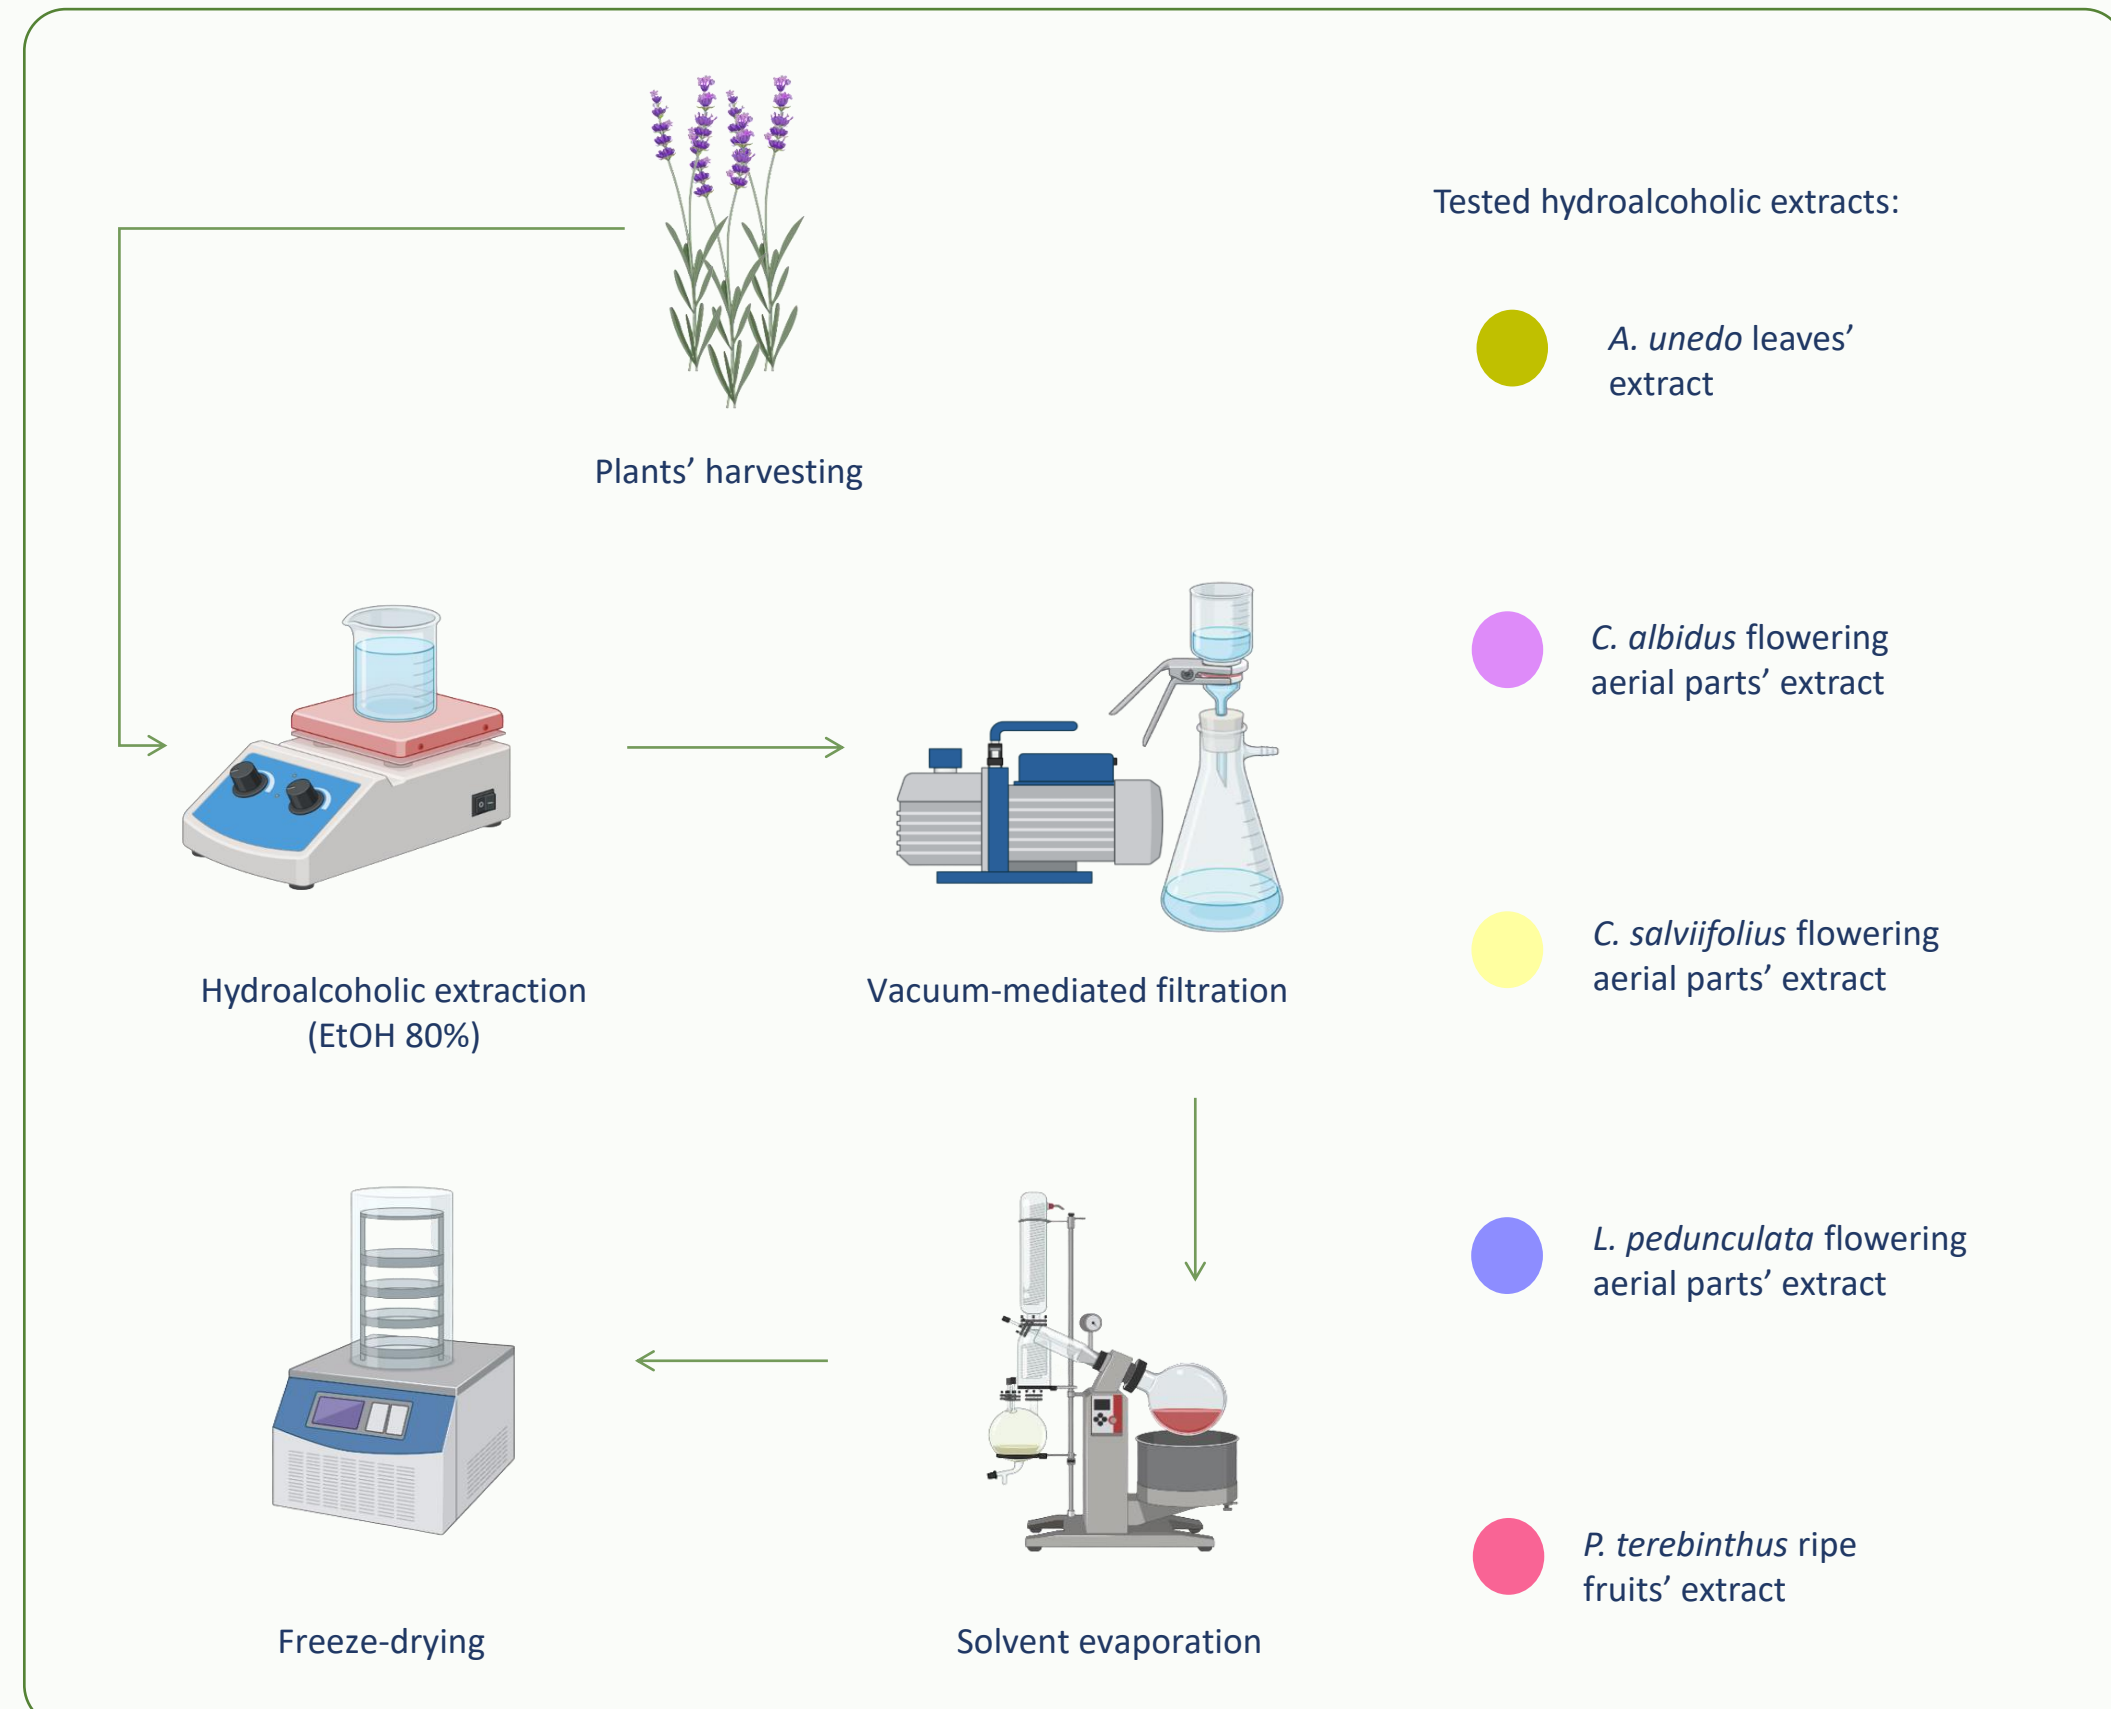 Plants’ harvesting
Hydroalcoholic extraction
(EtOH 80%)
Vacuum-mediated filtration
Freeze-drying
Solvent evaporation
Tested hydroalcoholic extracts:
A. unedo leaves’
extract
C. albidus flowering
aerial parts’ extract
C. salviifolius flowering
aerial parts’ extract
L. pedunculata flowering
aerial parts’ extract
P. terebinthus ripe
fruits’ extract